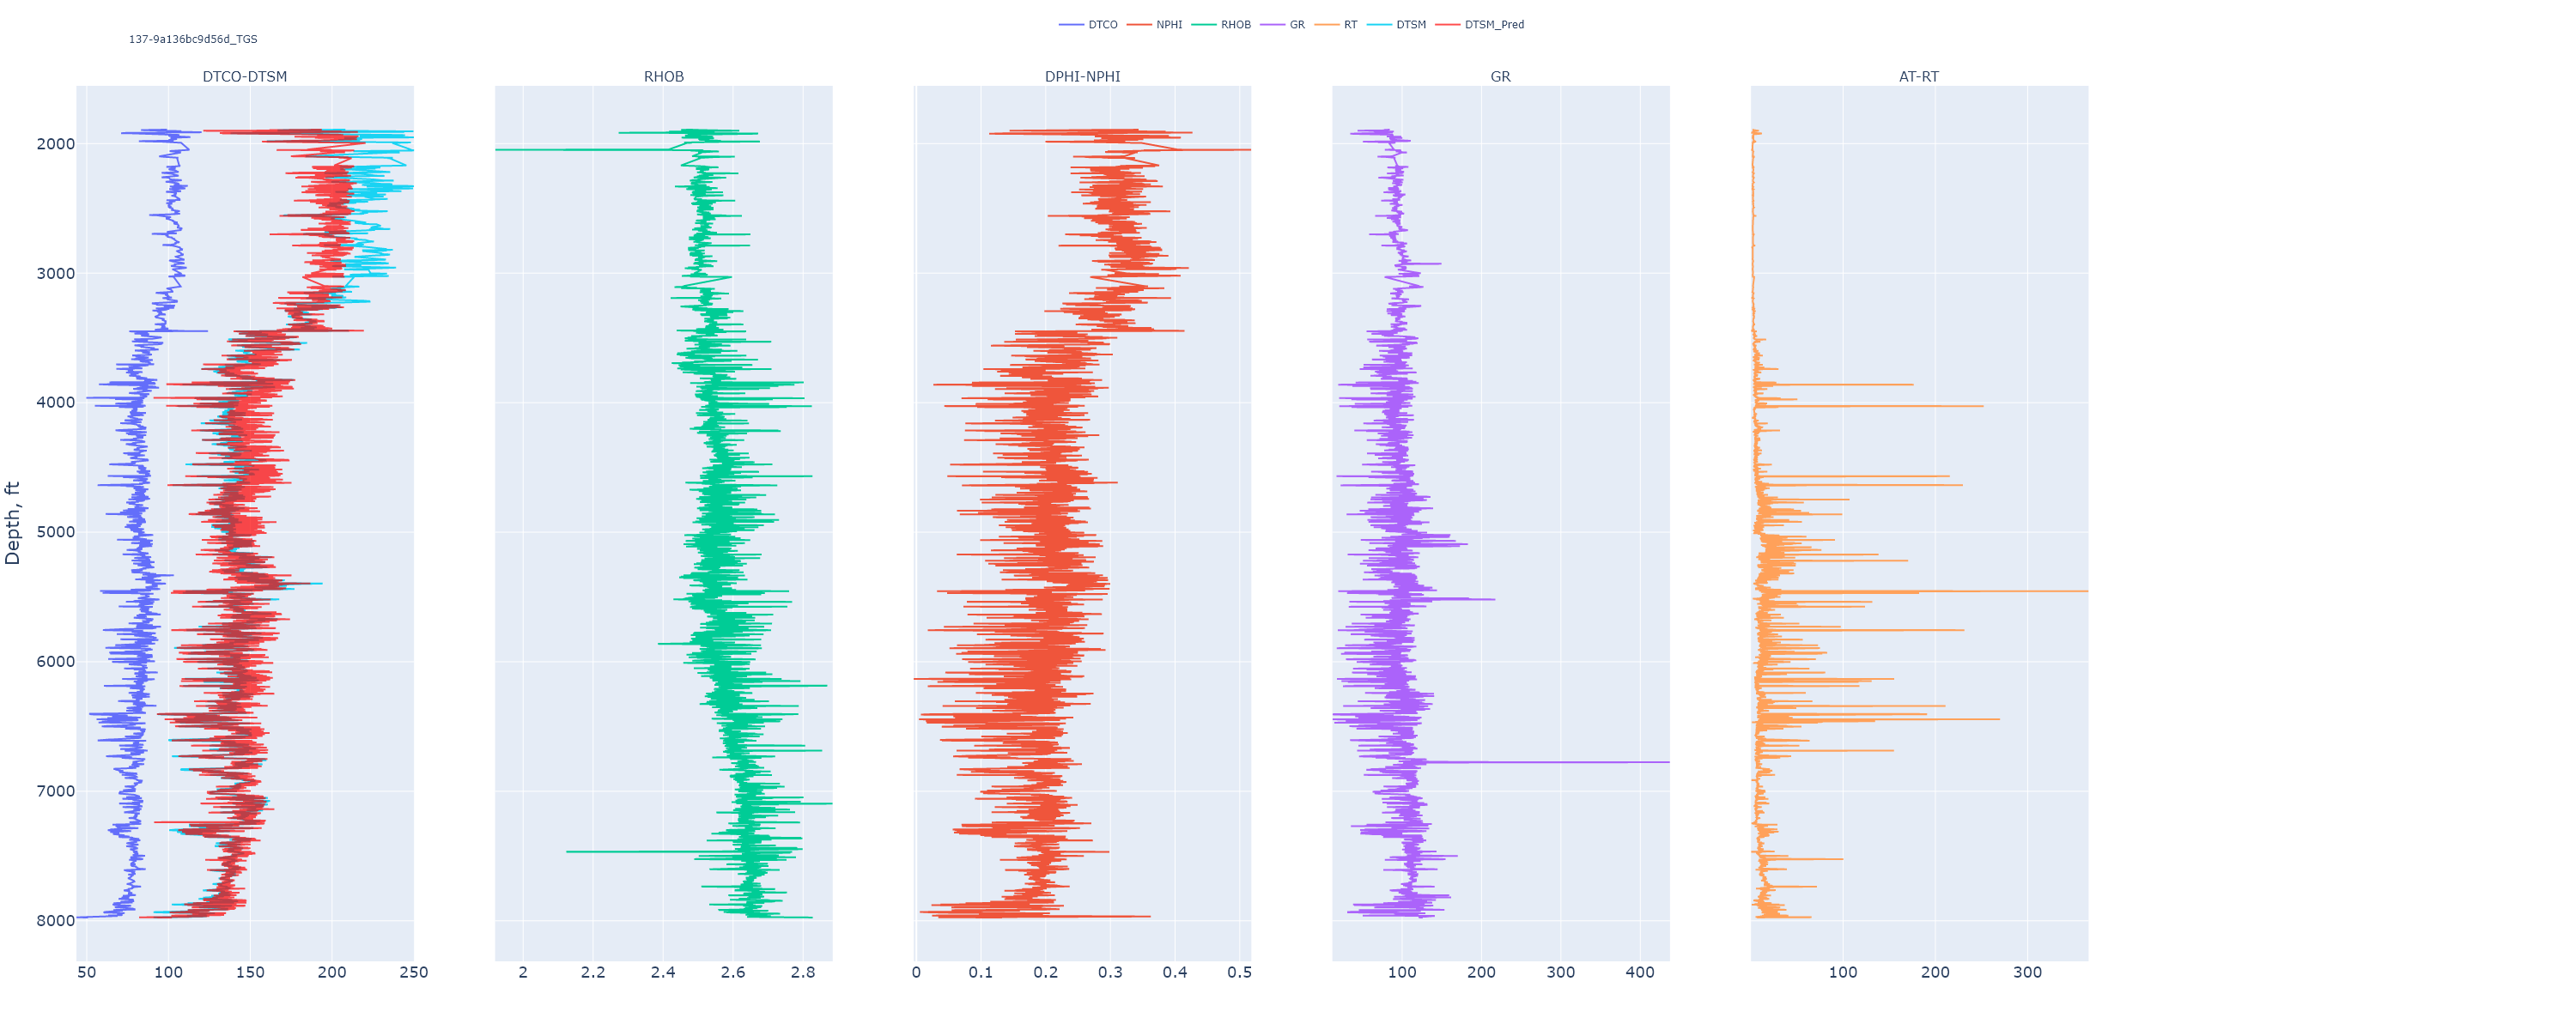 DTCO NPHI RHOB GR RT DTSM DTSM_Pred
137-9a136bc9d56d_TGS
DTCO-DTSM RHOB DPHI-NPHI GR AT-RT
Depth, ft
2000
3000
4000
5000
6000
7000
8000
50 100 150 200 250 2 2.2 2.4 2.6 2.8 0 0.1 0.2 0.3 0.4 0.5 100 200 300 400 100 200 300